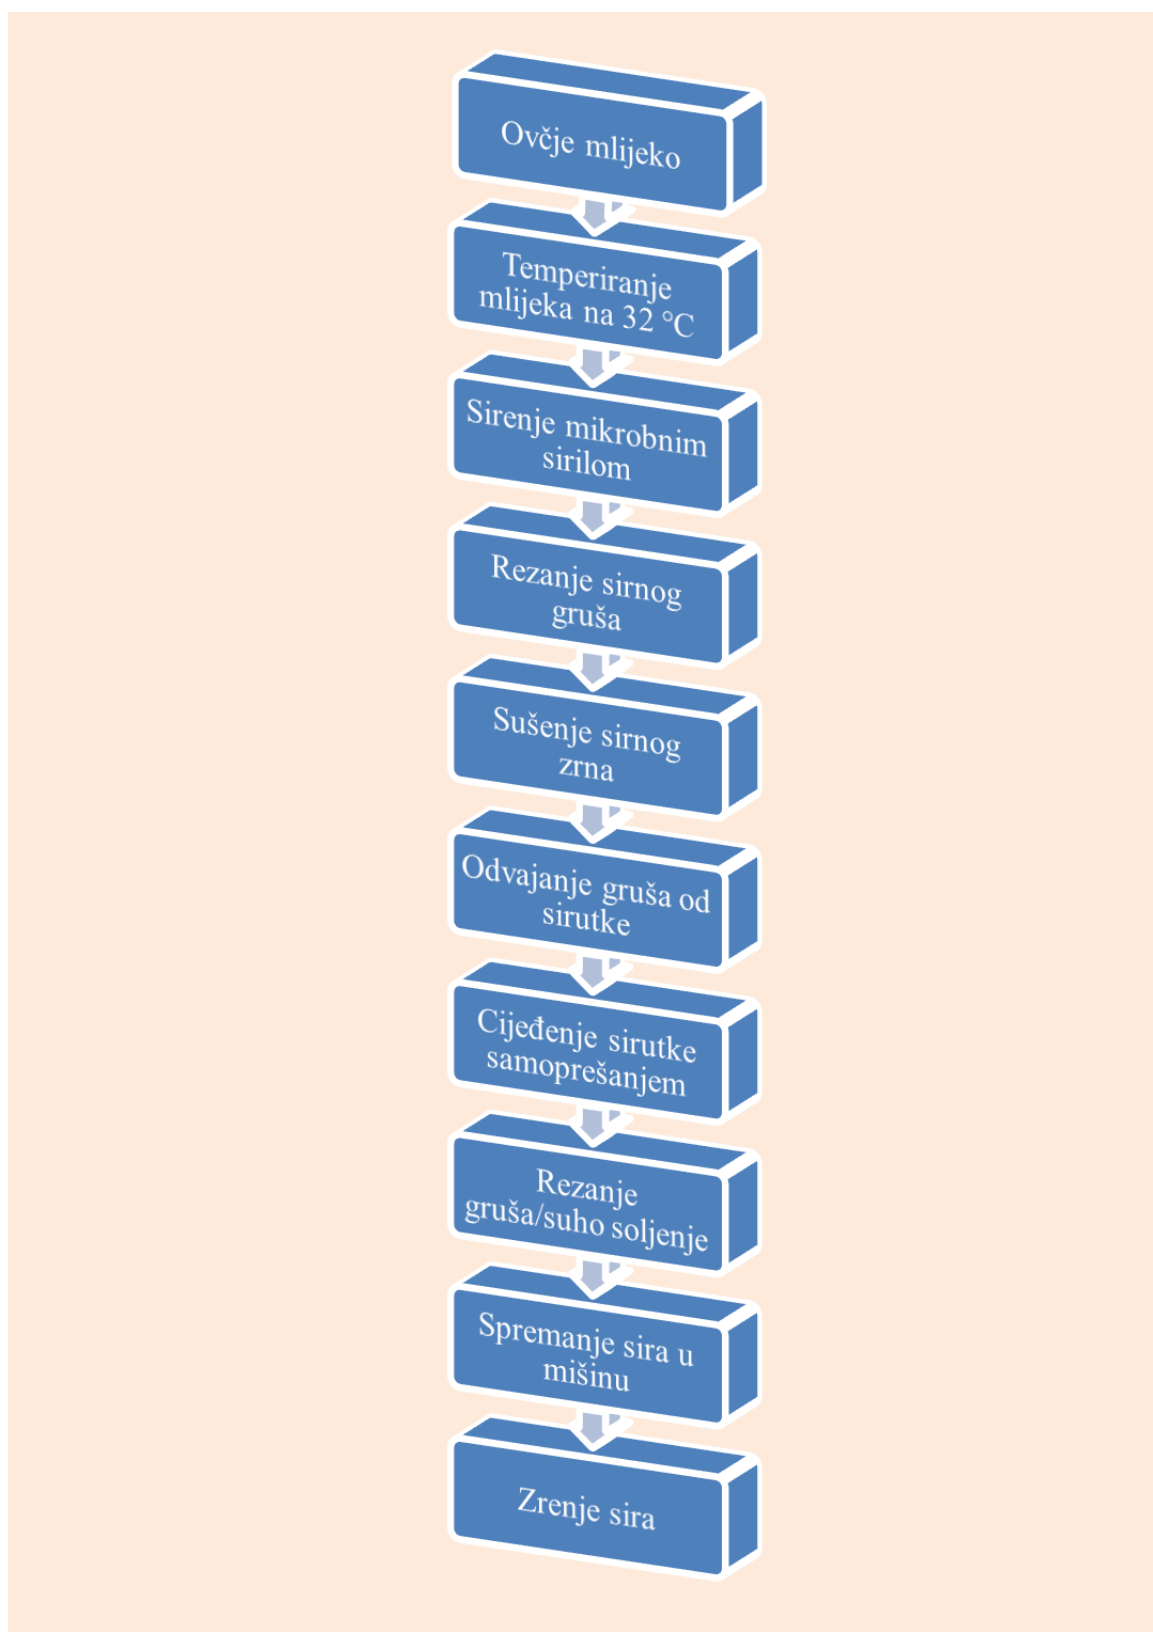 Ovčje mlijeko
Temperiranje
mlijeka na 32 °C
Sirenje mikrobnim
sirilom
Rezanje sirnog
gruša
Sušenje sirnog
zrna
Odvajanje gruša od
sirutke
Cijeđenje sirutke
samoprešanjem
Rezanje
gruša/suho soljenje
Spremanje sira u
mišinu
Zrenje sira